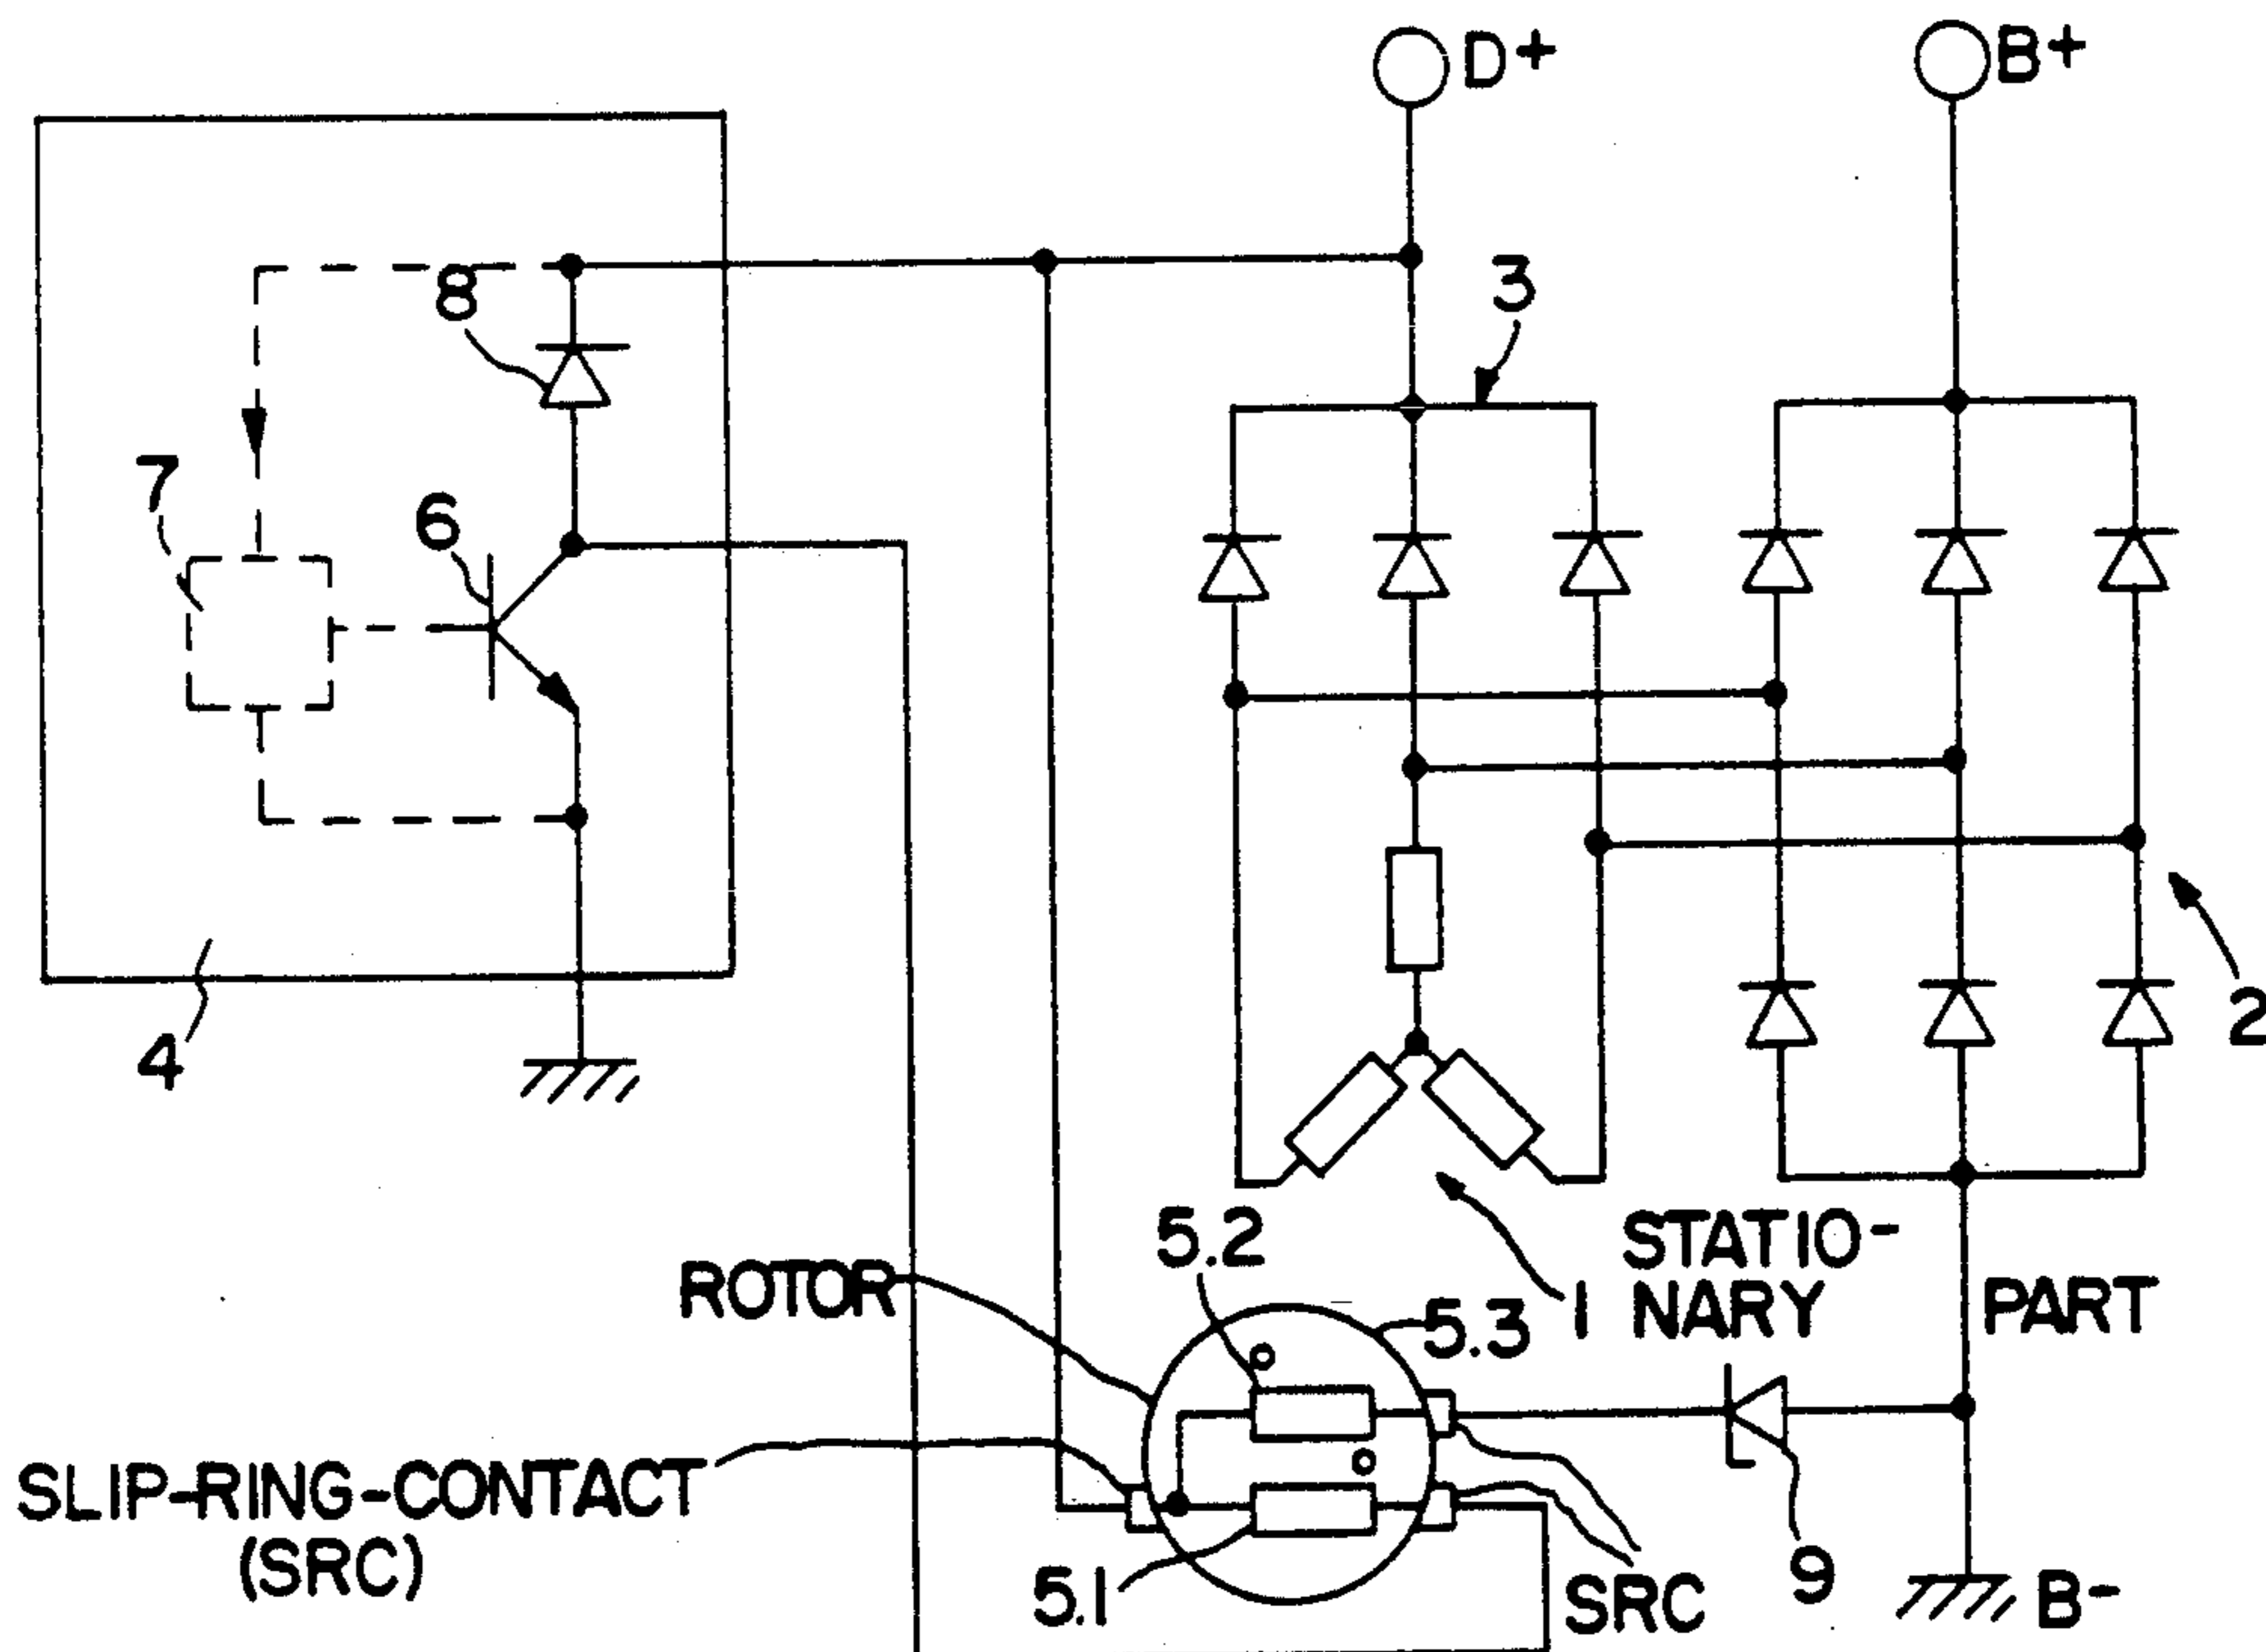 D+
B+
8
3
7
6
4
2
5.2
STATIO-
ROTOR
5.3
1 NARY
PART
SLIP-RING-CONTACT
(SRC)
5.1
SRC
9
B-